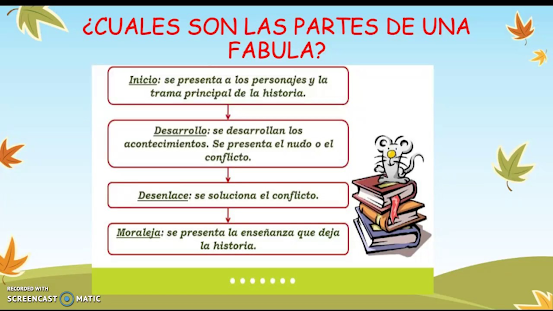 ¿CUALES SON LAS PARTES DE UNA
FABULA?
Inicio: se presenta a los personajes y la
trama principal de la historia.
Desarrollo: se desarrollan los
acontecimientos. Se presenta el nudo o el
conflicto.
Desenlace: se soluciona el conflicto.
Moraleja: se presenta la enseñanza que deja
la historia.
RECORDED WITH
SCREENCAST MATIC